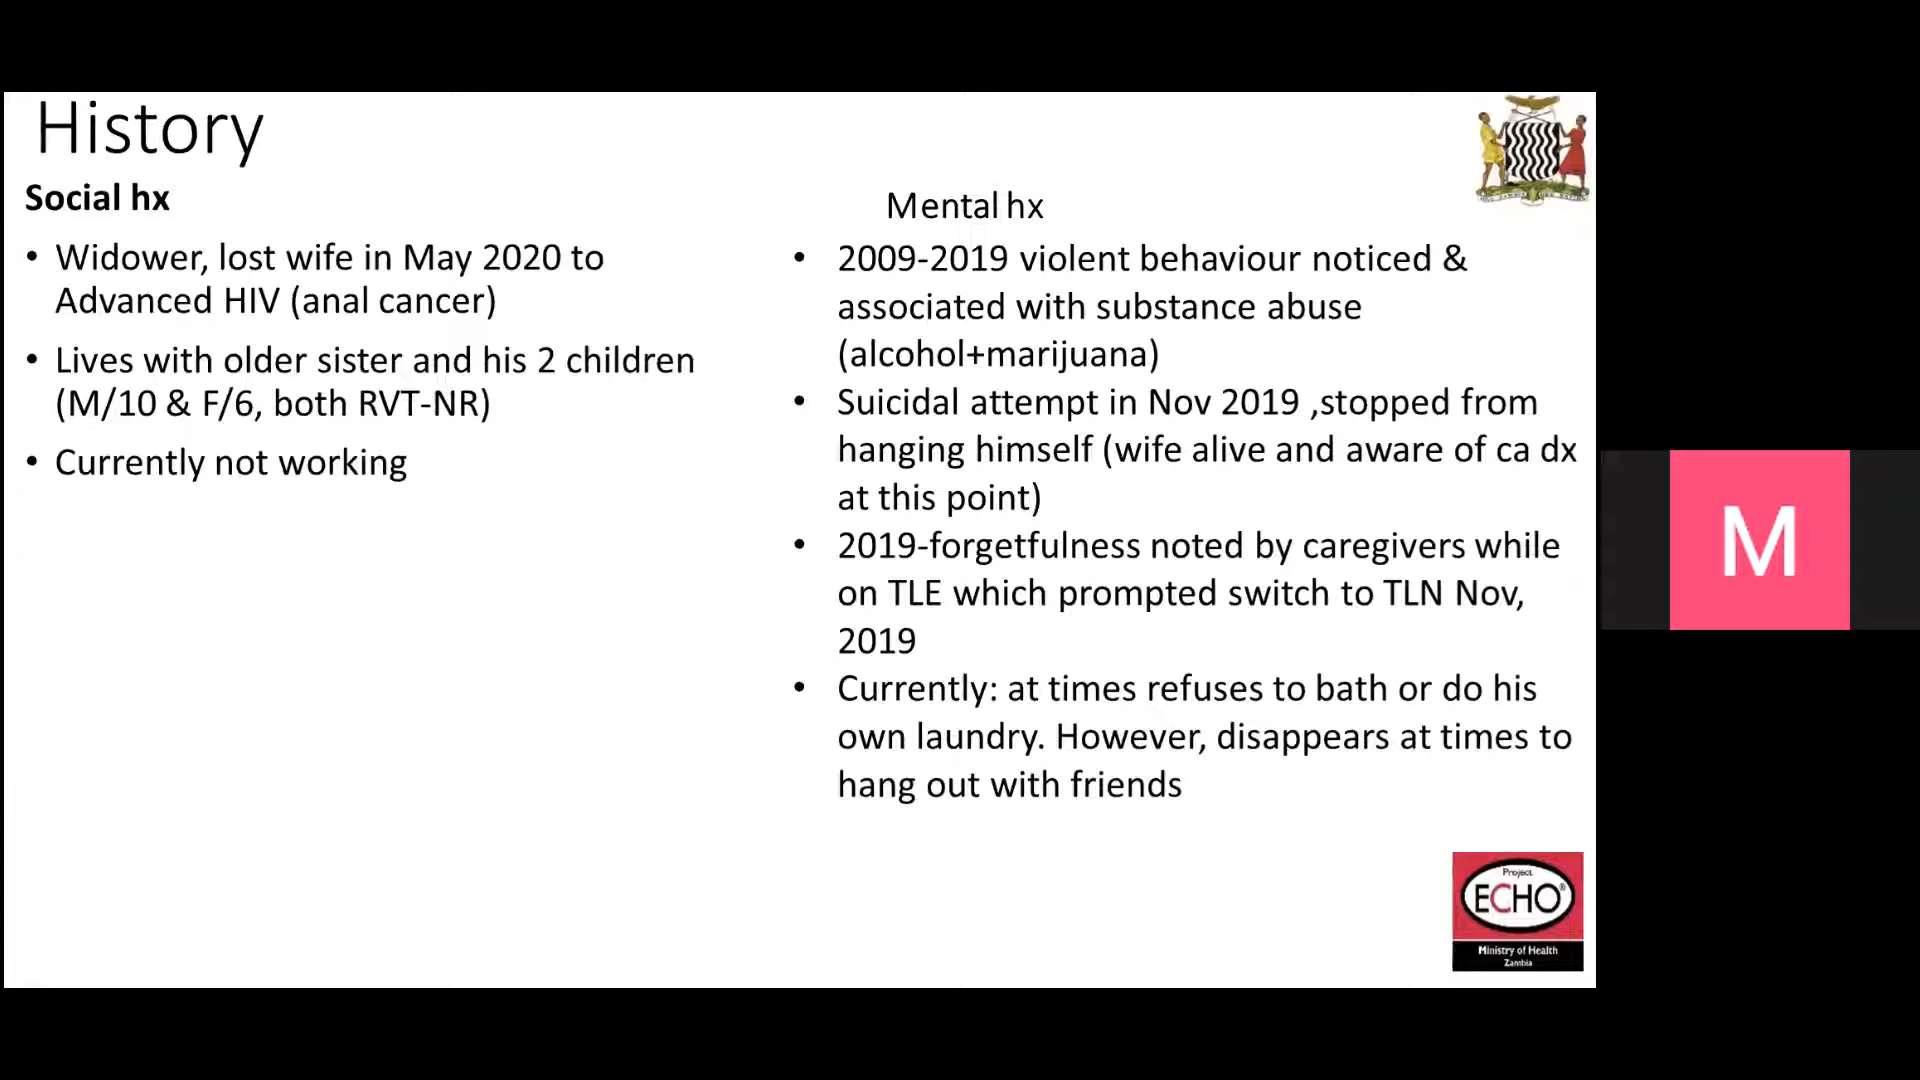 History
Social hx
• Widower, lost wife in May 2020 to
Advanced HIV (anal cancer)
• Lives with older sister and his 2 children
(M/10 & F/6, both RVT-NR)
• Currently not working
Mental hx
• 2009-2019 violent behaviour noticed &
associated with substance abuse
(alcohol+marijuana)
• Suicidal attempt in Nov 2019 ,stopped from
hanging himself (wife alive and aware of ca dx
at this point)
• 2019-forgetfulness noted by caregivers while
on TLE which prompted switch to TLN Nov,
2019
• Currently: at times refuses to bath or do his
own laundry. However, disappears at times to
hang out with friends
M
Project
ECHO®
Ministry of Health
Zambia